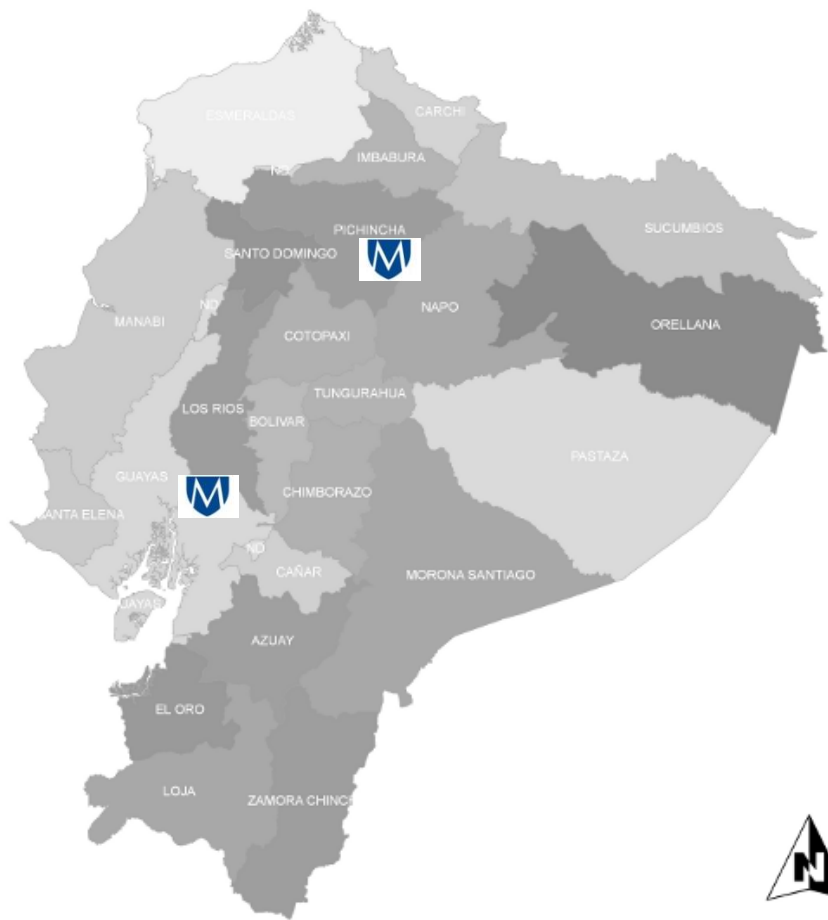 ESMERALDAS
CARCHI
IMBABURA
ND
PICHINCHA
SUCUMBIOS
SANTO DOMINGO
M
ND
NAPO
MANABI
ORELLANA
COTOPAXI
TUNGURAHUA
LOS RIOS
BOLIVAR
PASTAZA
GUAYAS
CHIMBORAZO
M
ANTA ELENA
ND
CAÑAR
MORONA SANTIAGO
UAYAS
AZUAY
EL ORO
LOJA
ZAMORA CHINC
N